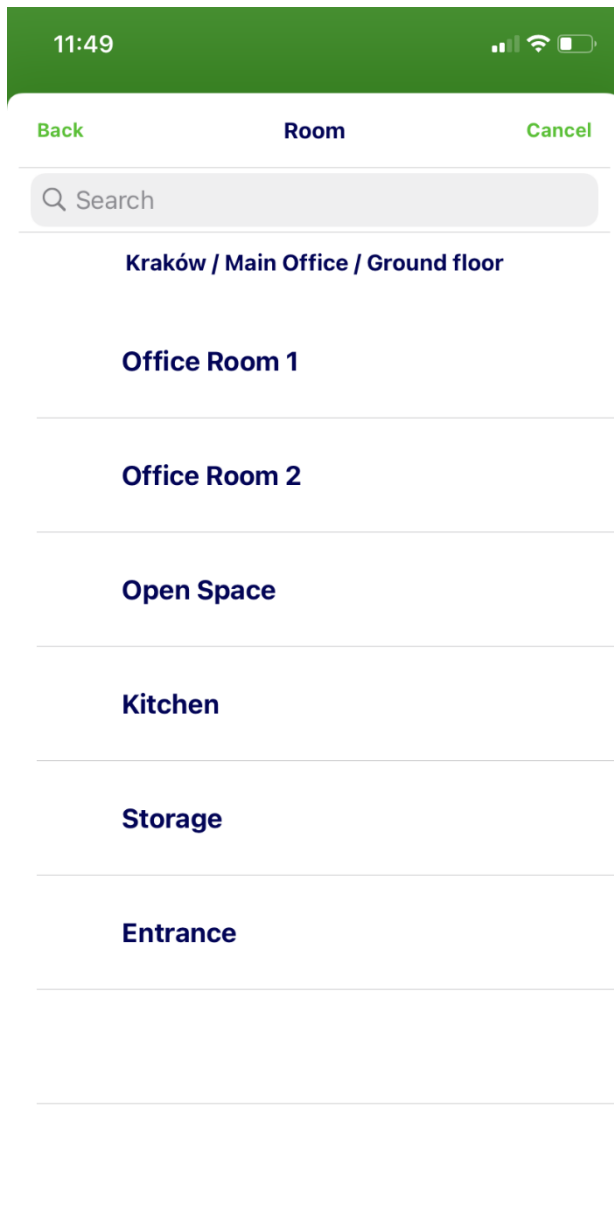 11:49
Back Room Cancel
Search
Kraków / Main Office / Ground floor
Office Room 1
Office Room 2
Open Space
Kitchen
Storage
Entrance